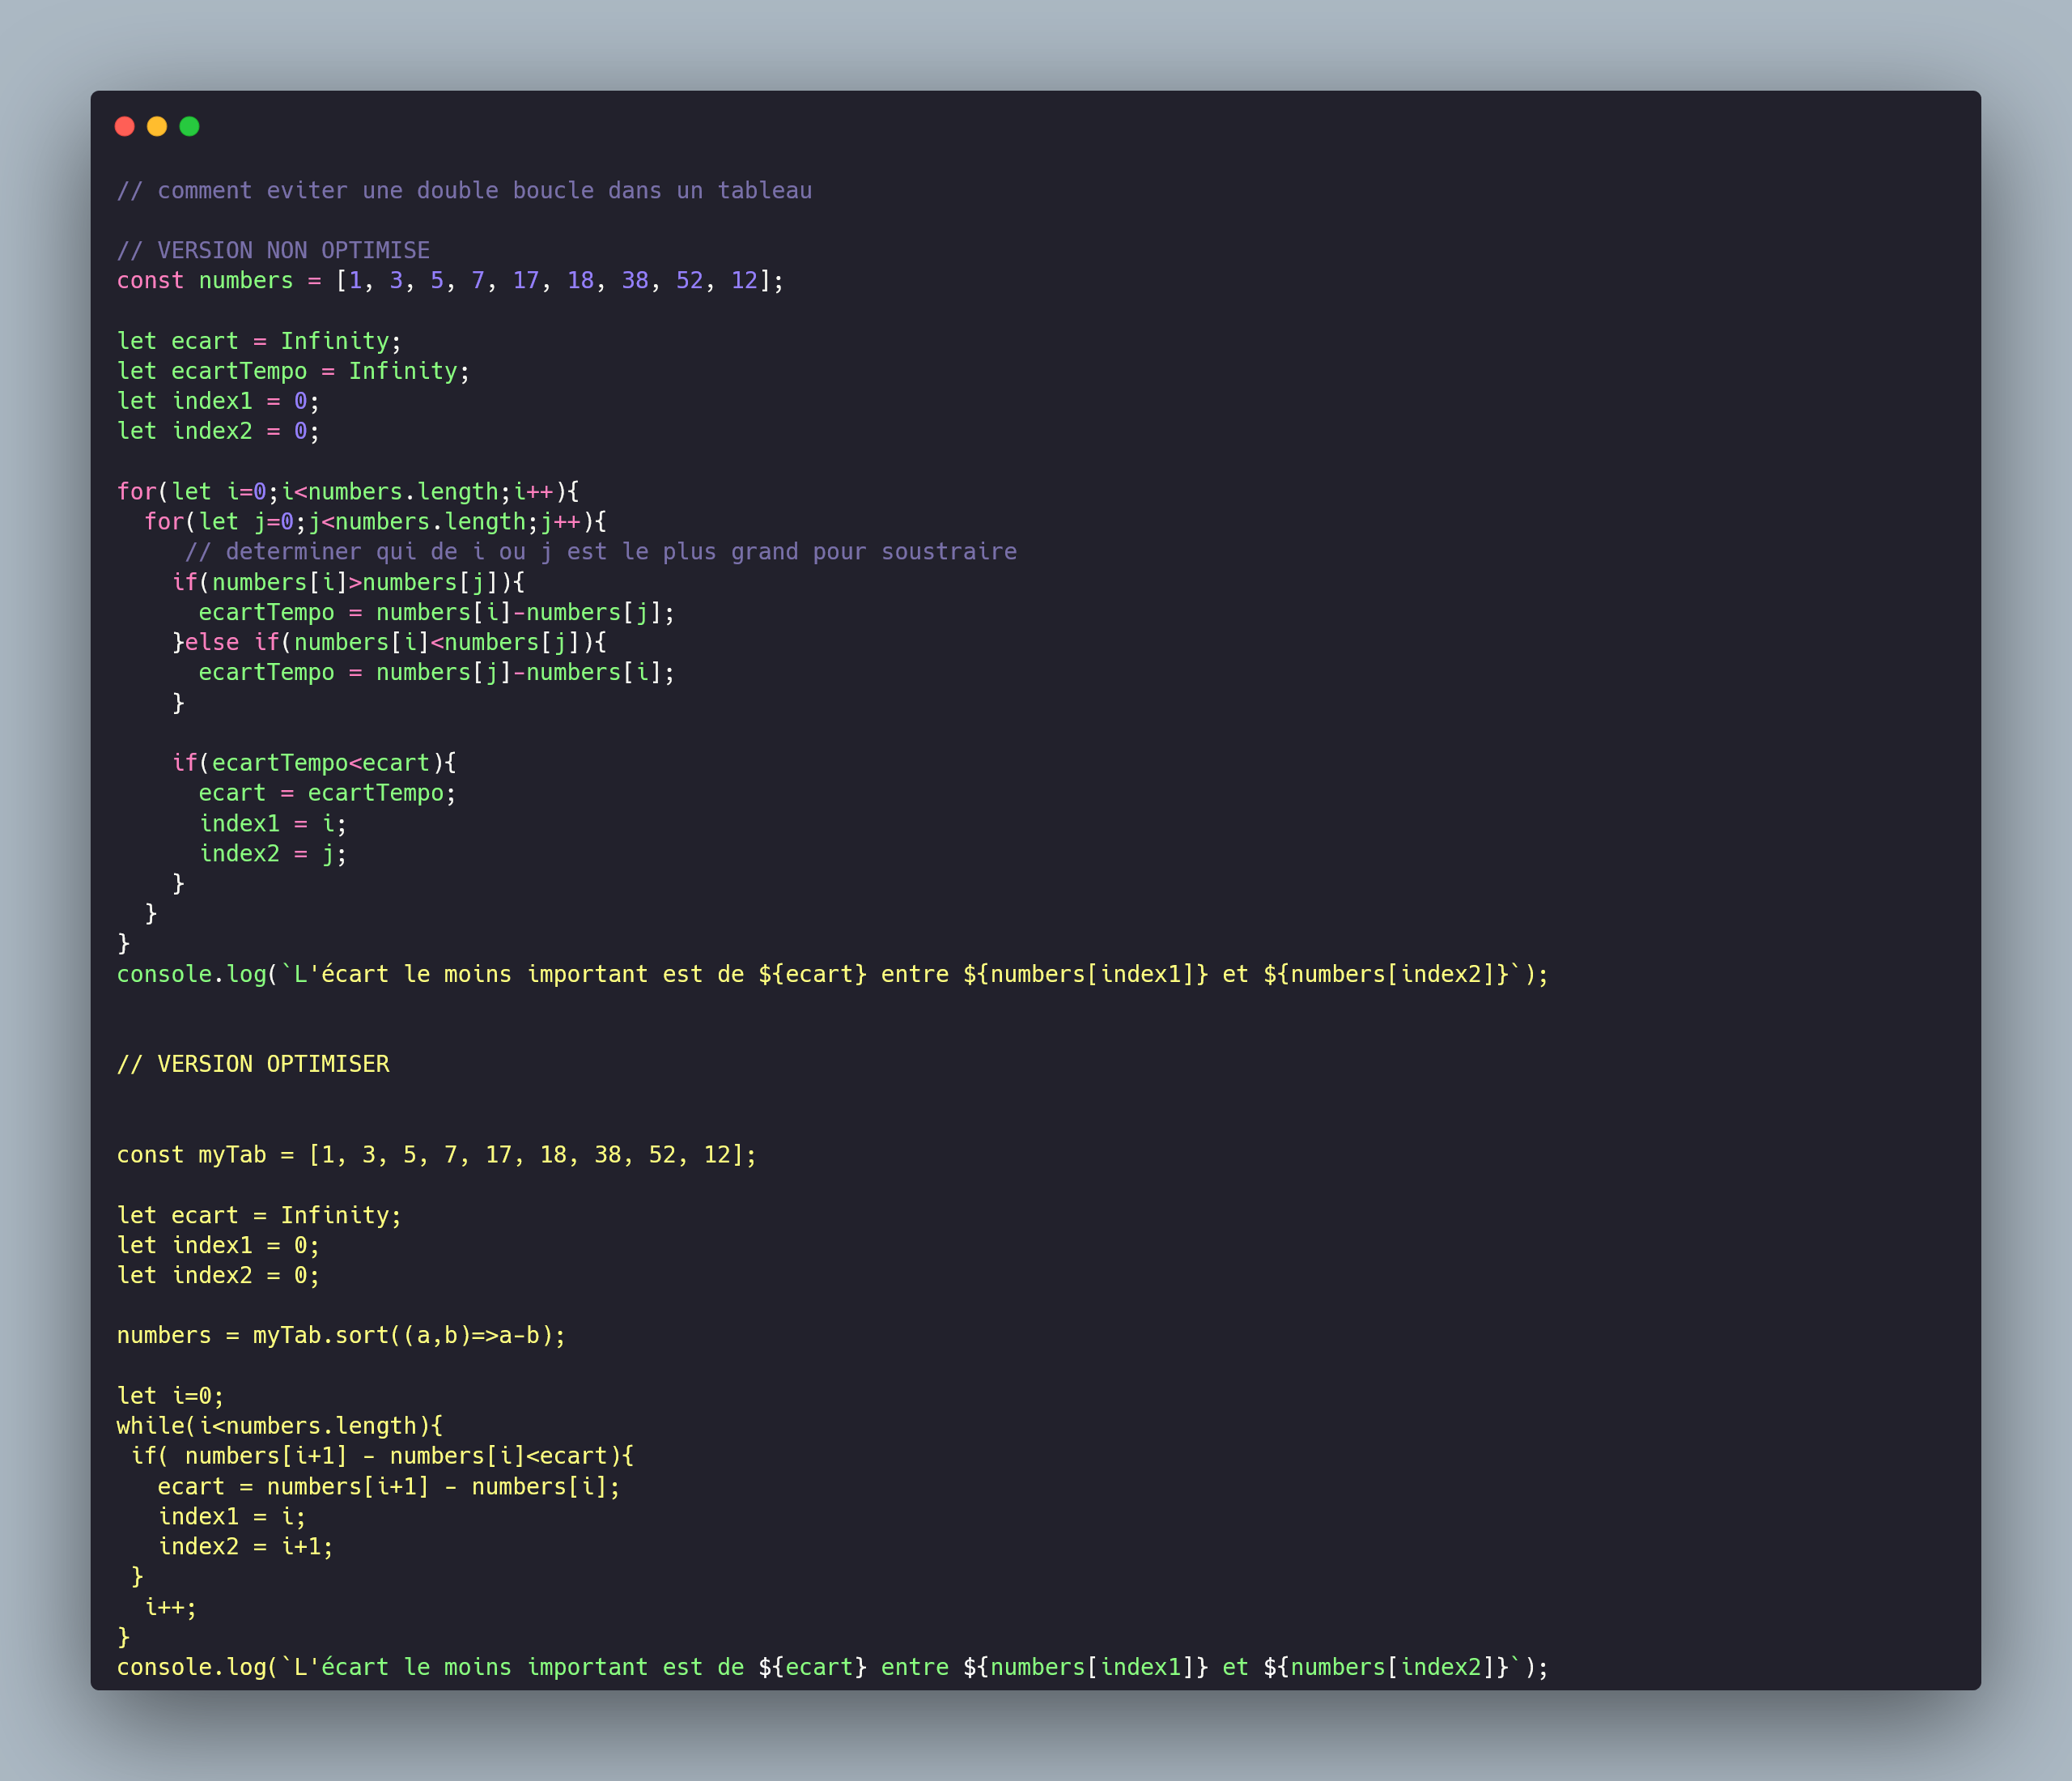 // comment eviter une double boucle dans un tableau
// VERSION NON OPTIMISE
const numbers = [1, 3, 5, 7, 17, 18, 38, 52, 12];
let ecart = Infinity;
let ecartTempo = Infinity;
let index1 = 0;
let index2 = 0;
for(let i=0;i<numbers.length;i++){
  for(let j=0;j<numbers.length;j++){
     // determiner qui de i ou j est le plus grand pour soustraire
    if(numbers[i]>numbers[j]){
      ecartTempo = numbers[i]-numbers[j];
    }else if(numbers[i]<numbers[j]){
      ecartTempo = numbers[j]-numbers[i];
    }
    if(ecartTempo<ecart){
      ecart = ecartTempo;
      index1 = i;
      index2 = j;
    }
  }
}
console.log(`L'écart le moins important est de ${ecart} entre ${numbers[index1]} et ${numbers[index2]}`);
// VERSION OPTIMISER
const myTab = [1, 3, 5, 7, 17, 18, 38, 52, 12];
let ecart = Infinity;
let index1 = 0;
let index2 = 0;
numbers = myTab.sort((a,b)=>a-b);
let i=0;
while(i<numbers.length){
 if( numbers[i+1] - numbers[i]<ecart){
   ecart = numbers[i+1] - numbers[i];
   index1 = i;
   index2 = i+1;
 }
  i++;
}
console.log(`L'écart le moins important est de ${ecart} entre ${numbers[index1]} et ${numbers[index2]}`);